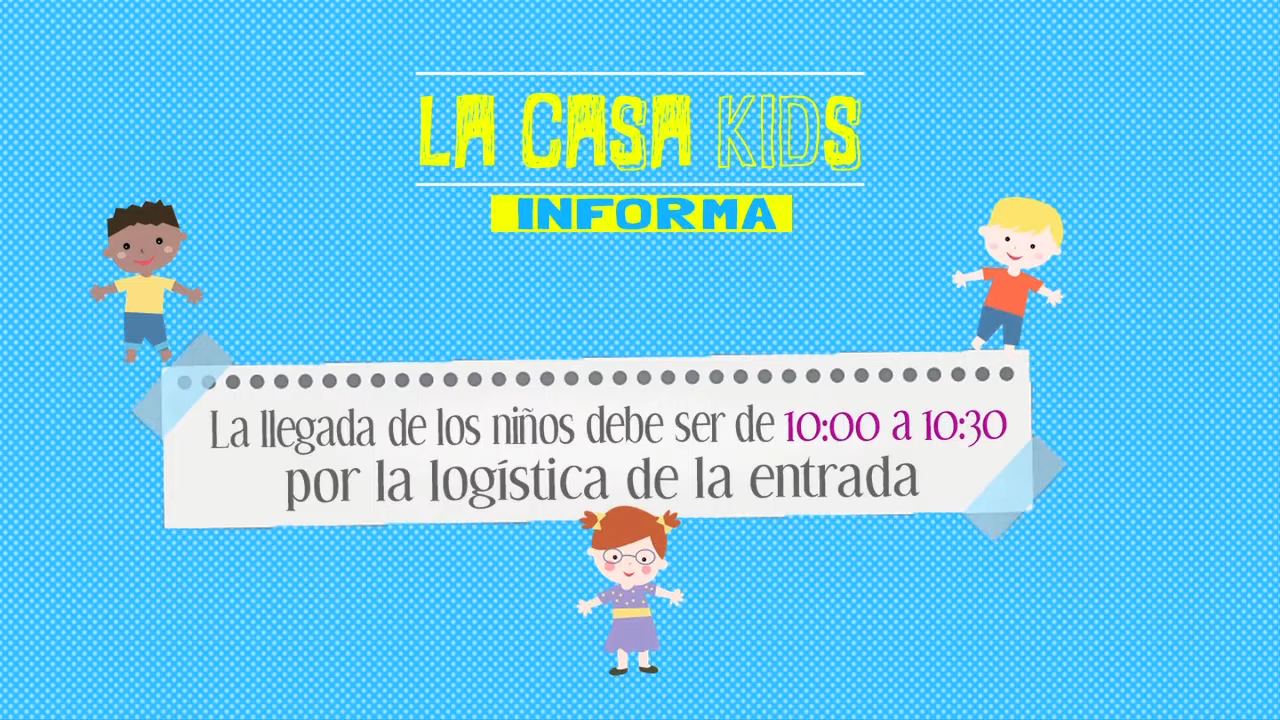 LA CASA KIDS
INFORMA
La llegada de los niños debe ser de 10:00 a 10:30
por la logística de la entrada